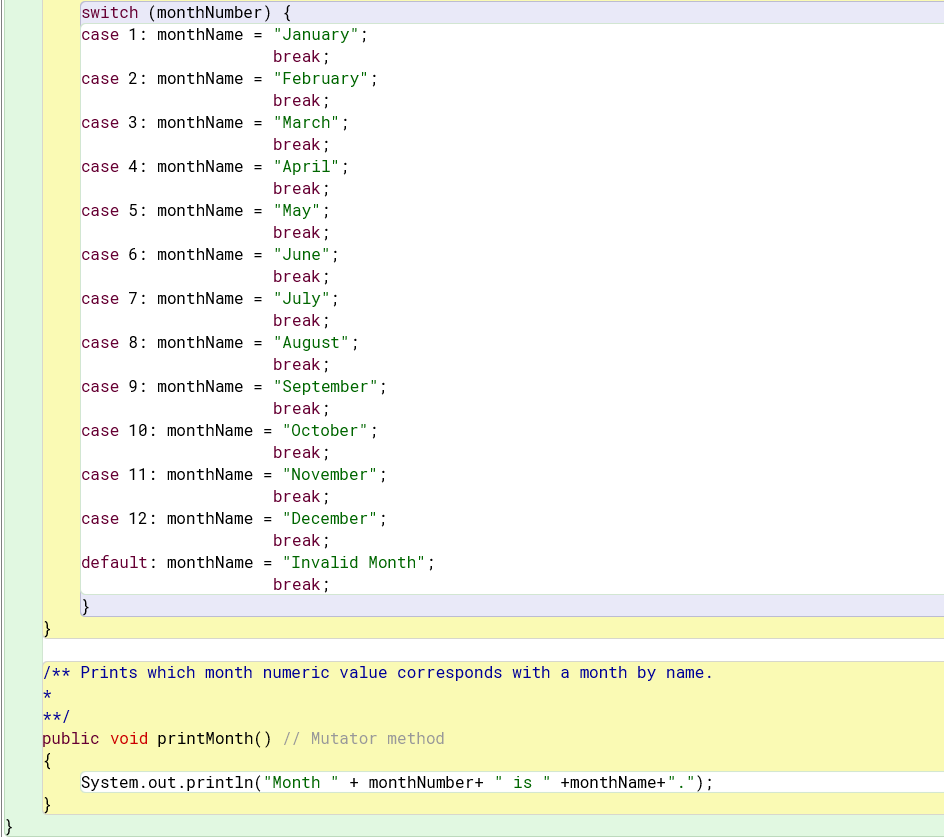 switch (monthNumber) {
case 1: monthName = "January";
break;
case 2: monthName = "February";
break;
case 3: monthName = "March";
break;
case 4: monthName = "April";
break;
case 5: monthName = "May";
break;
case 6: monthName = "June";
break;
case 7: monthName = "July";
break;
case 8: monthName = "August";
break;
case 9: monthName = "September";
break;
case 10: monthName = "October";
break;
case 11: monthName = "November";
break;
case 12: monthName = "December";
break;
default: monthName = "Invalid Month";
break;
}
}
/** Prints which month numeric value corresponds with a month by name.
*
**/
public void printMonth() // Mutator method
{
System.out.println("Month " + monthNumber+ " is " +monthName+".");
}
}